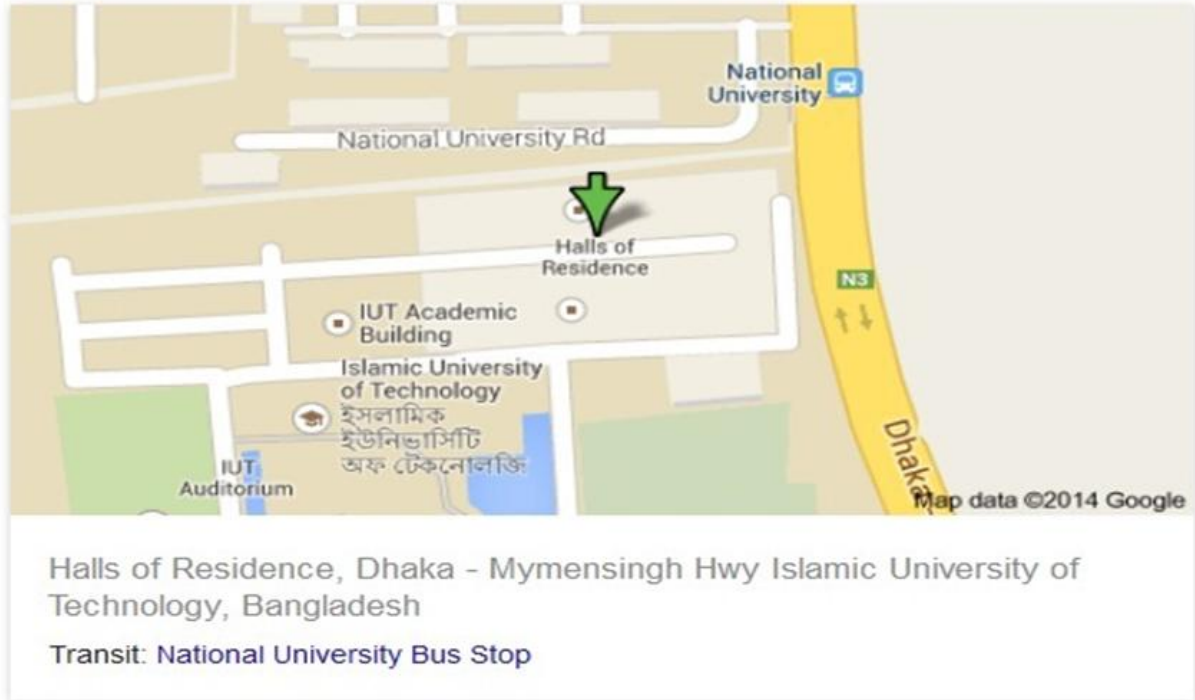 National
University
National University Rd
Halls of
Residence
N3
IUT Academic
Building
Islamic University
of Technology
ইসলামিক
ইউনিভার্সিটি
অফ টেকনোলজি
IUT
Auditorium
Dhaka
Map data ©2014 Google
Halls of Residence, Dhaka - Mymensingh Hwy Islamic University of
Technology, Bangladesh
Transit: National University Bus Stop